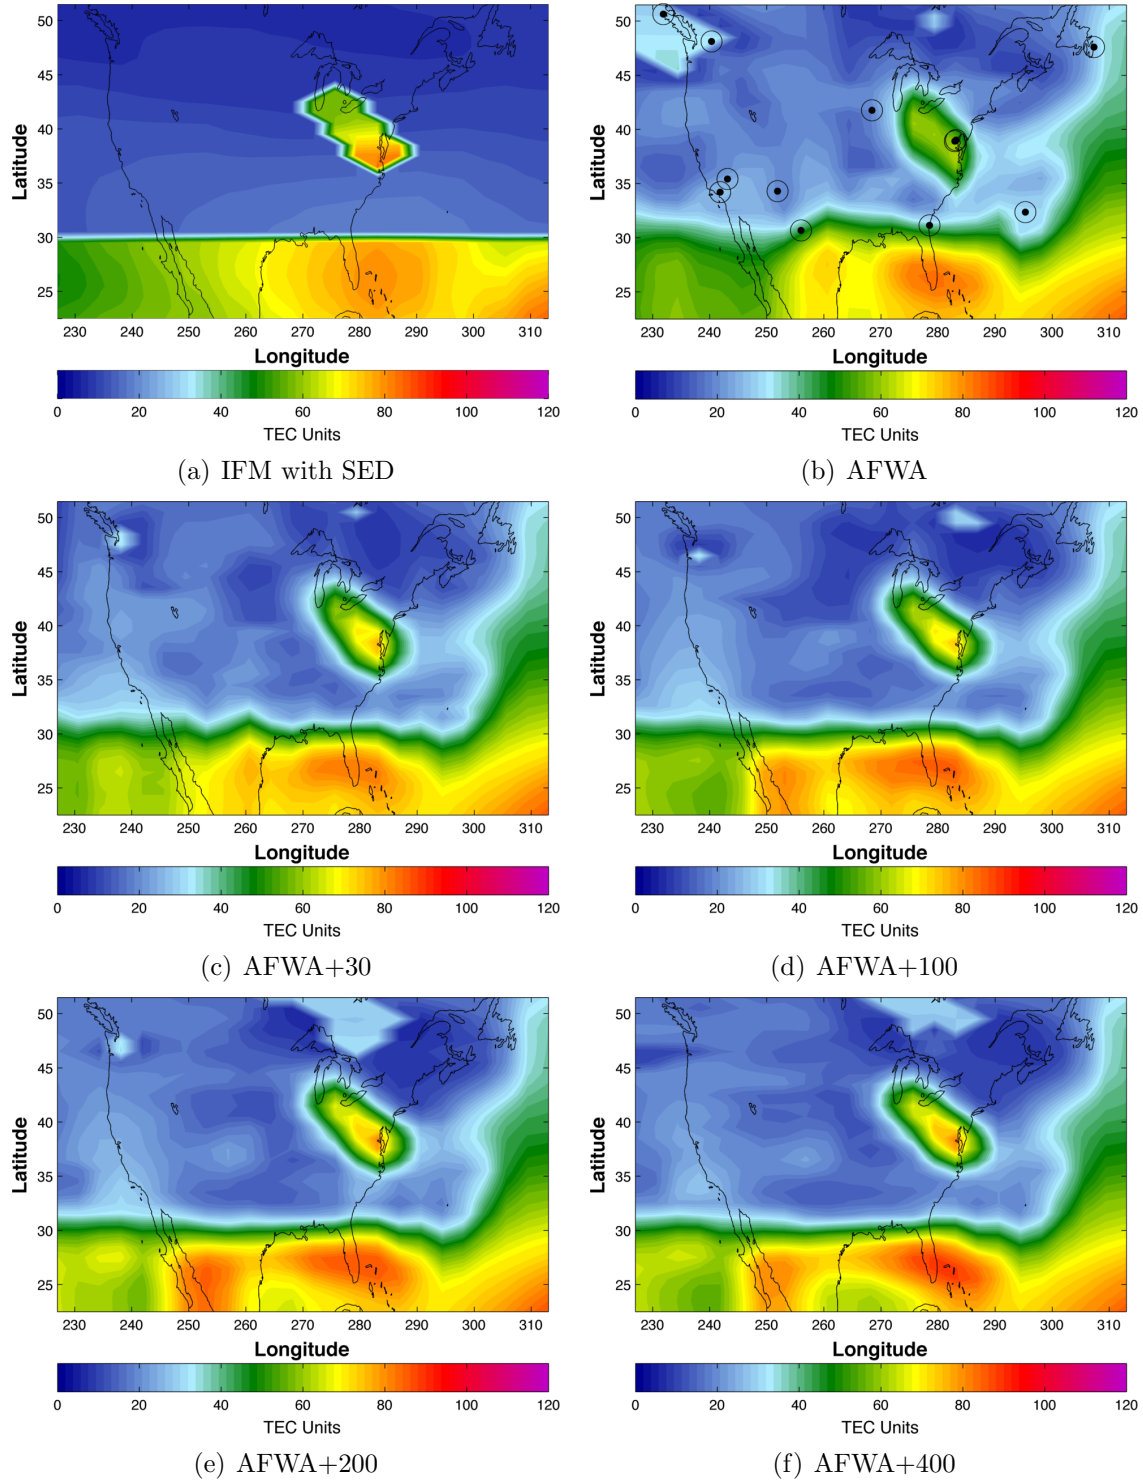 50
45
40
35
30
25
Latitude
230 240 250 260 270 280 290 300 310
Longitude
0 20 40 60 80 100 120
TEC Units
(a) IFM with SED
50
45
40
35
30
25
Latitude
230 240 250 260 270 280 290 300 310
Longitude
0 20 40 60 80 100 120
TEC Units
(b) AFWA
50
45
40
35
30
25
Latitude
230 240 250 260 270 280 290 300 310
Longitude
0 20 40 60 80 100 120
TEC Units
(c) AFWA+30
50
45
40
35
30
25
Latitude
230 240 250 260 270 280 290 300 310
Longitude
0 20 40 60 80 100 120
TEC Units
(d) AFWA+100
50
45
40
35
30
25
Latitude
230 240 250 260 270 280 290 300 310
Longitude
0 20 40 60 80 100 120
TEC Units
(e) AFWA+200
50
45
40
35
30
25
Latitude
230 240 250 260 270 280 290 300 310
Longitude
0 20 40 60 80 100 120
TEC Units
(f) AFWA+400